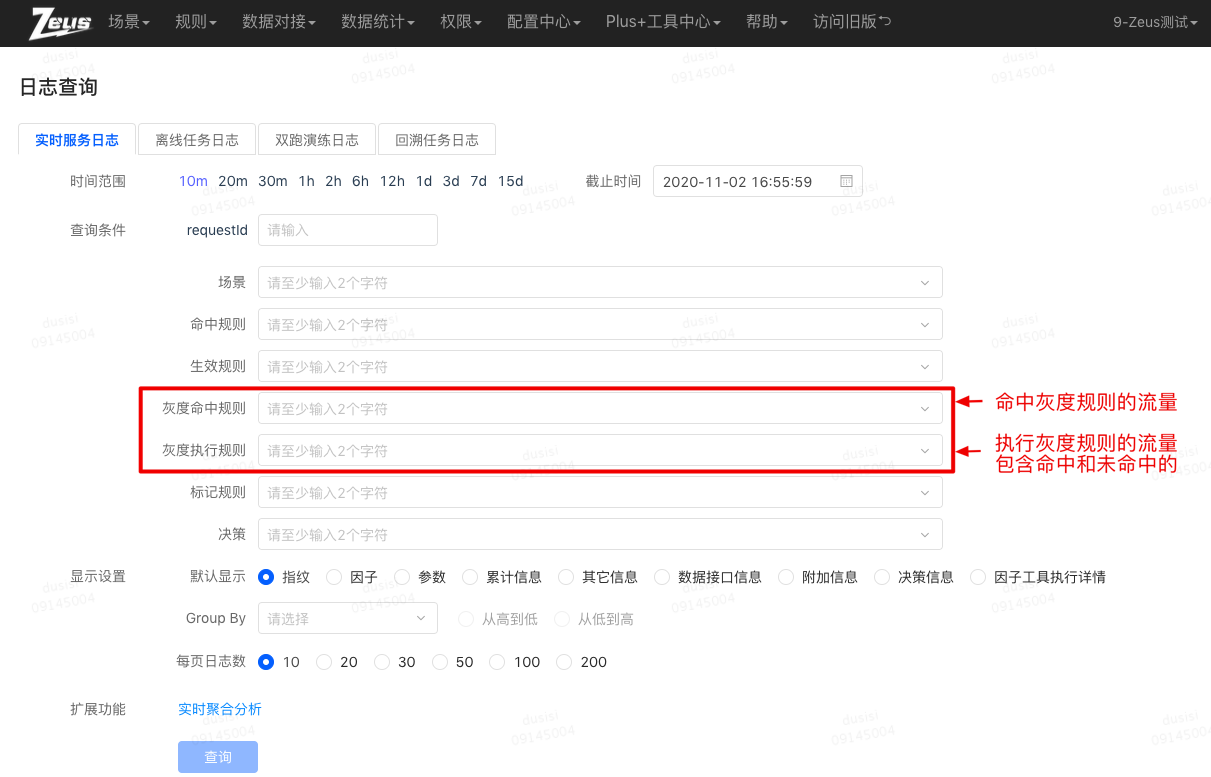 Zeus 场景 规则 数据对接 数据统计 权限 配置中心 Plus+工具中心 帮助 访问旧版 9-Zeus测试
日志查询
实时服务日志 离线任务日志 双跑演练日志 回溯任务日志
时间范围 10m 20m 30m 1h 2h 6h 12h 1d 3d 7d 15d 截止时间 2020-11-02 16:55:59
查询条件 requestId 请输入
场景 请至少输入2个字符
命中规则 请至少输入2个字符
生效规则 请至少输入2个字符
灰度命中规则 请至少输入2个字符 命中灰度规则的流量
灰度执行规则 请至少输入2个字符 执行灰度规则的流量
包含命中和未命中的
标记规则 请至少输入2个字符
决策 请至少输入2个字符
显示设置 默认显示 指纹 因子 参数 累计信息 其它信息 数据接口信息 附加信息 决策信息 因子工具执行详情
Group By 请选择 从高到低 从低到高
每页日志数 10 20 30 50 100 200
扩展功能 实时聚合分析
查询
dusisi
09145004